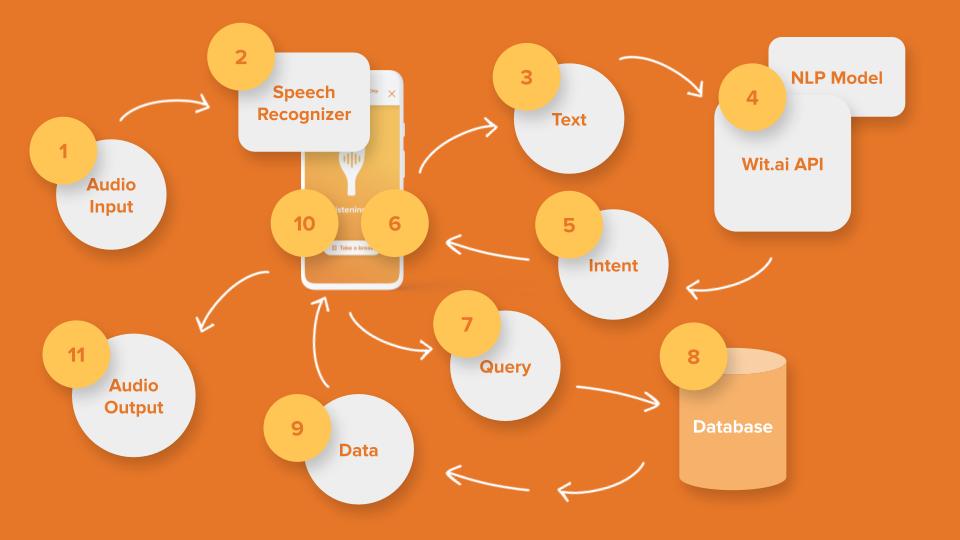 1
Audio
Input
2
Speech
Recognizer
3
Text
4
NLP Model
Wit.ai API
5
Intent
10
6
Take a break
7
Query
8
Database
9
Data
11
Audio
Output